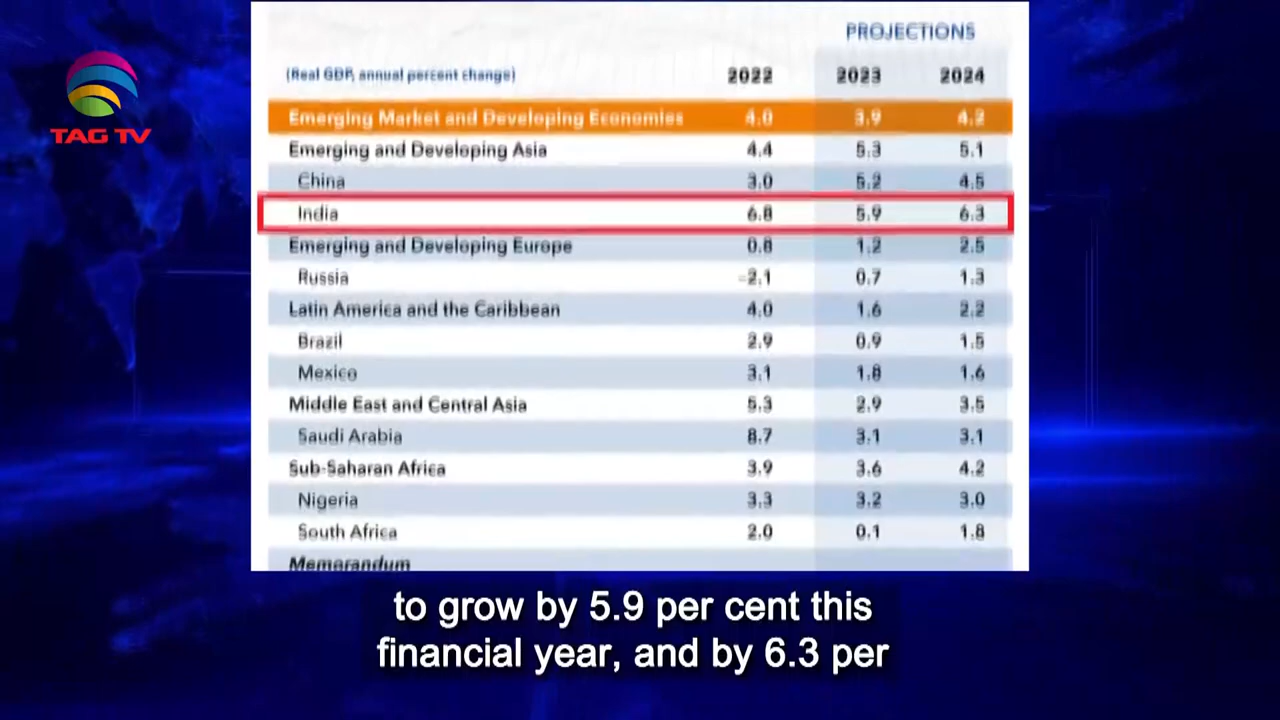 TAG TV
PROJECTIONS
(Real GDP, annual percent change) 2022 2023 2024
Emerging Market and Developing Economies 4.0 3.9 4.2
Emerging and Developing Asia 4.4 5.3 5.1
China 3.0 5.2 4.5
India 6.8 5.9 6.3
Emerging and Developing Europe 0.8 1.2 2.5
Russia -2.1 0.7 1.3
Latin America and the Caribbean 4.0 1.6 2.2
Brazil 2.9 0.9 1.5
Mexico 3.1 1.8 1.6
Middle East and Central Asia 5.3 2.9 3.5
Saudi Arabia 8.7 3.1 3.1
Sub-Saharan Africa 3.9 3.6 4.2
Nigeria 3.3 3.2 3.0
South Africa 2.0 0.1 1.8
Memorandum
to grow by 5.9 per cent this
financial year, and by 6.3 per